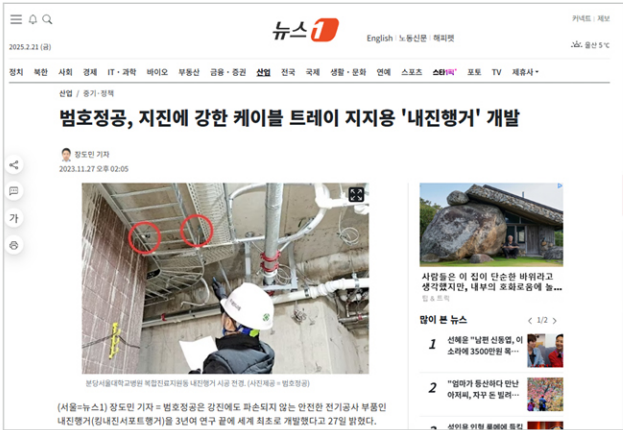 뉴스1
커넥트 | 제보
2025.2.21 (금)
English | 노동신문 | 해피펫
울산 5℃
정치 북한 사회 경제 IT·과학 바이오 부동산 금융·증권 산업 전국 국제 생활·문화 연예 스포츠 포토 TV 제휴사
산업 / 중기·정책
범호정공, 지진에 강한 케이블 트레이 지지용 '내진행거' 개발
장도민 기자
2023.11.27 오후 02:05
가
분당서울대학교병원 복합진료지원동 내진행거 시공 전경. (사진제공 = 범호정공)
(서울=뉴스1) 장도민 기자 = 범호정공은 강진에도 파손되지 않는 안전한 전기공사 부품인
내진행거(킹내진서포트행거)를 3년여 연구 끝에 세계 최초로 개발했다고 27일 밝혔다.
사람들은 이 집이 단순한 바위라고
생각했지만, 내부의 호화로움에 놀...
팁 & 트릭
많이 본 뉴스
1/2
1 선혜윤 "남편 신동엽, 이
소라에 3500만원 목...
2 "엄마가 등산하다 만난
아저씨, 자꾸 돈 빌려...